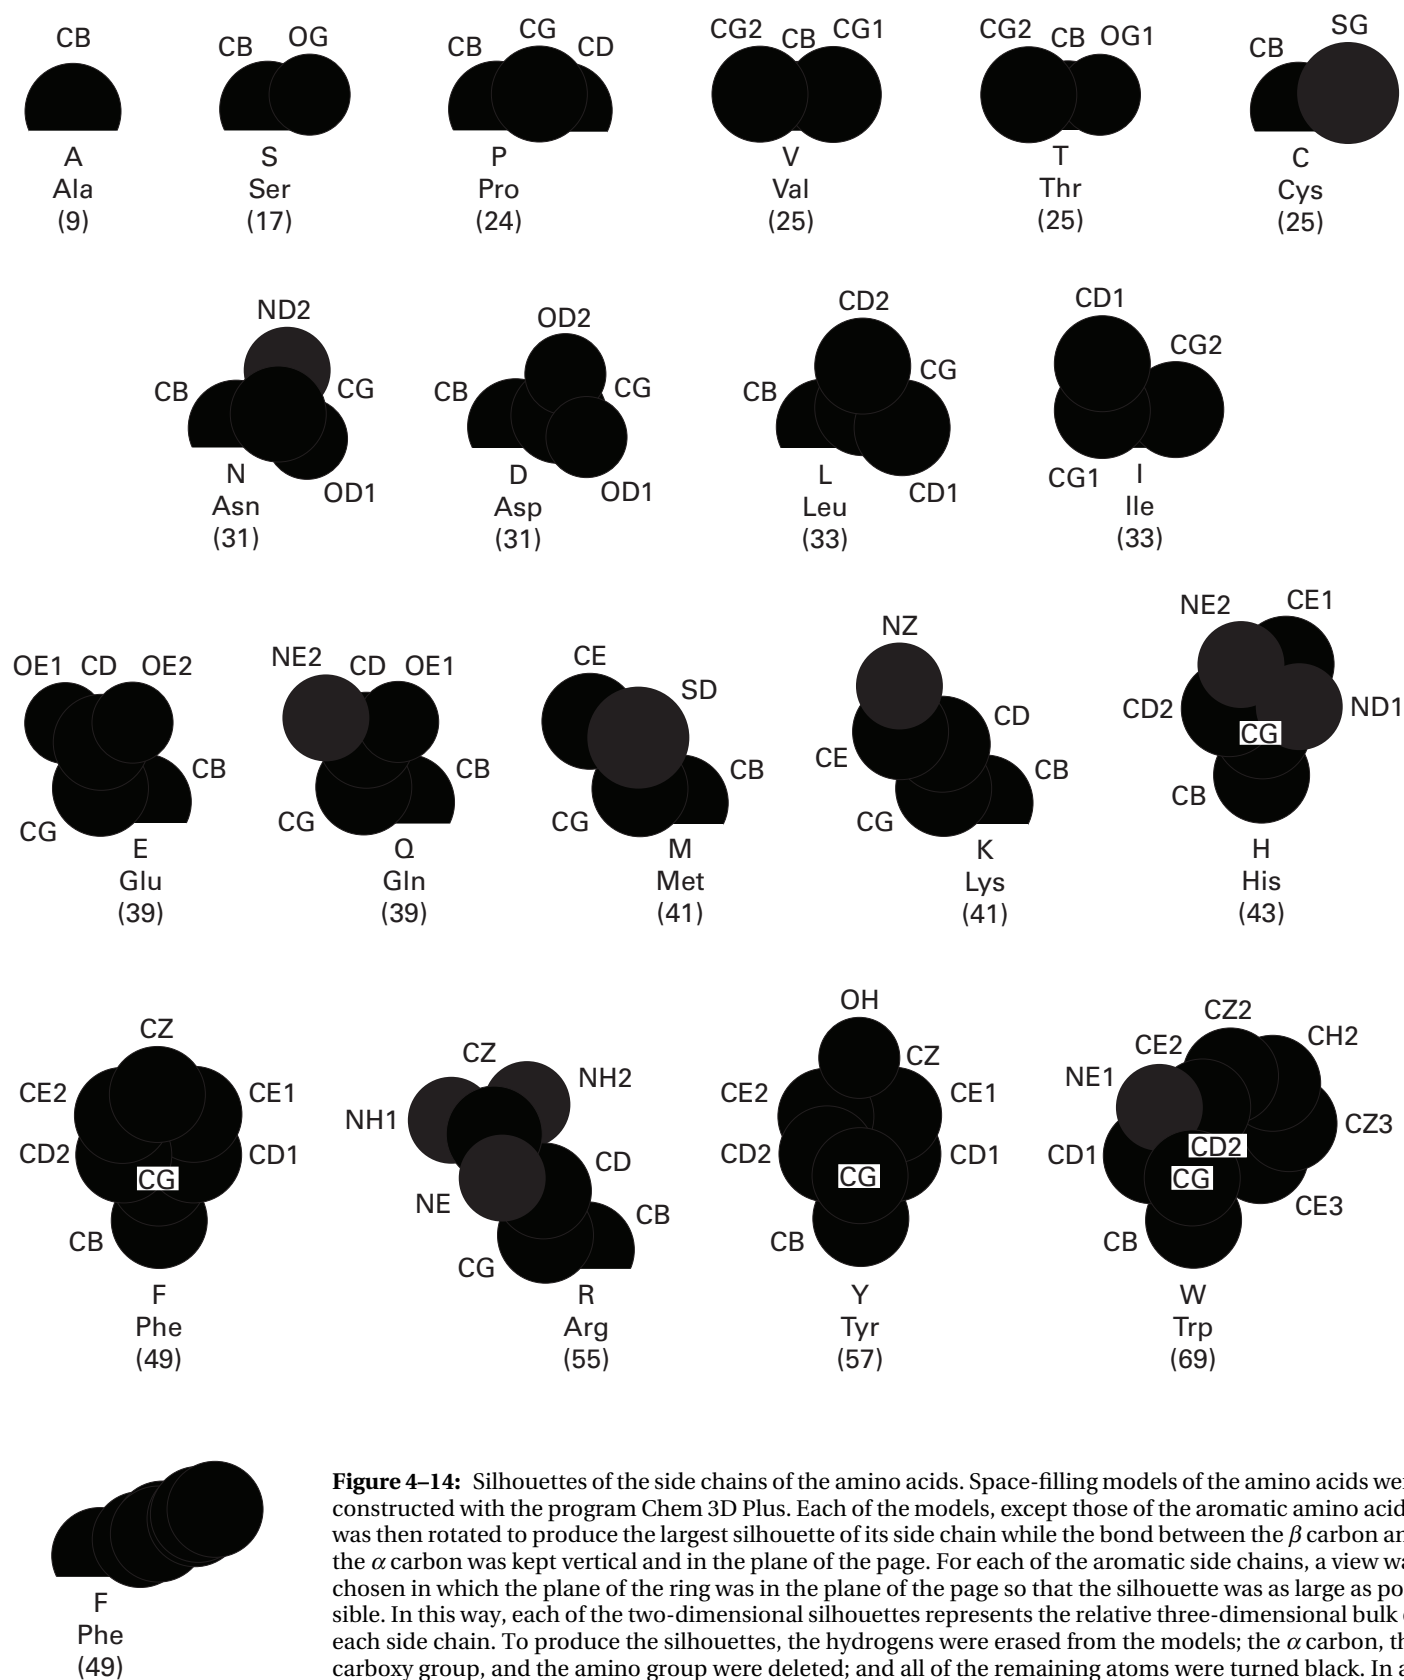 CB
CB OG
CB CG CD
CG2 CB CG1
CG2 CB OG1
CB SG
A S P V T C
Ala Ser Pro Val Thr Cys
(9) (17) (24) (25) (25) (25)
ND2
CB CG
OD1
OD2
CB CG
OD1
CD2
CB CG
CD1
CD1
CG2
CG1
N D L I
Asn Asp Leu Ile
(31) (31) (33) (33)
OE1 CD OE2
CB
CG
NE2 CD OE1
CB
CG
CE
SD
CB
CG
NZ
CD
CE
CB
CG
NE2 CE1
CD2 ND1
CG
CB
E Q M K H
Glu Gln Met Lys His
(39) (39) (41) (41) (43)
CZ
CE2 CE1
CD2 CD1
CG
CB
CZ
NH2
NH1
CD
NE
CB
CG
OH
CZ
CE2 CE1
CD2 CD1
CG
CB
CZ2
CH2
CE2
NE1
CZ3
CD2
CD1
CG
CE3
CB
F R Y W
Phe Arg Tyr Trp
(49) (55) (57) (69)
F
Phe
(49)
Figure 4–14: Silhouettes of the side chains of the amino acids. Space-filling models of the amino acids we
constructed with the program Chem 3D Plus. Each of the models, except those of the aromatic amino acid
was then rotated to produce the largest silhouette of its side chain while the bond between the β carbon an
the α carbon was kept vertical and in the plane of the page. For each of the aromatic side chains, a view wa
chosen in which the plane of the ring was in the plane of the page so that the silhouette was as large as po
sible. In this way, each of the two-dimensional silhouettes represents the relative three-dimensional bulk
each side chain. To produce the silhouettes, the hydrogens were erased from the models; the α carbon, th
carboxy group, and the amino group were deleted; and all of the remaining atoms were turned black. In a